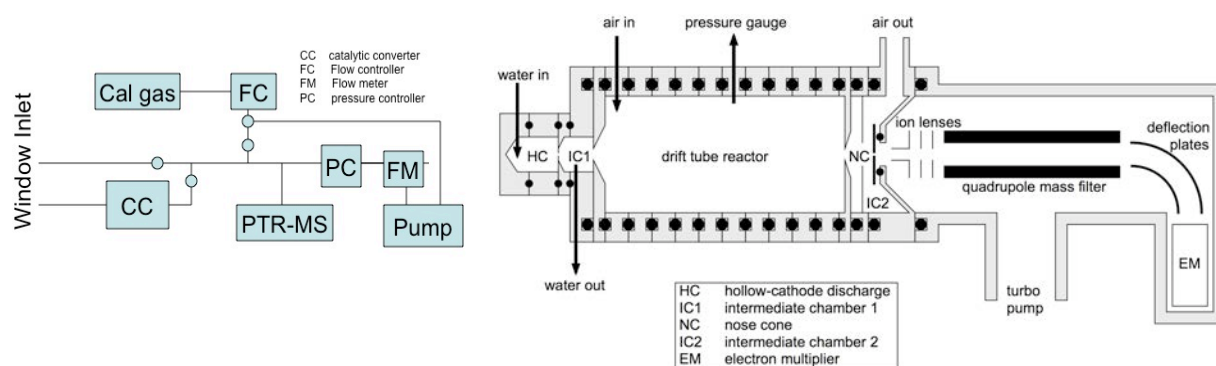 CC catalytic converter
FC Flow controller
FM Flow meter
PC pressure controller
Cal gas
FC
Window Inlet
PC
FM
CC
PTR-MS
Pump
air in
pressure gauge
air out
water in
HC
IC1
drift tube reactor
NC
ion lenses
deflection
plates
quadrupole mass filter
IC2
EM
water out
turbo
pump
HC hollow-cathode discharge
IC1 intermediate chamber 1
NC nose cone
IC2 intermediate chamber 2
EM electron multiplier